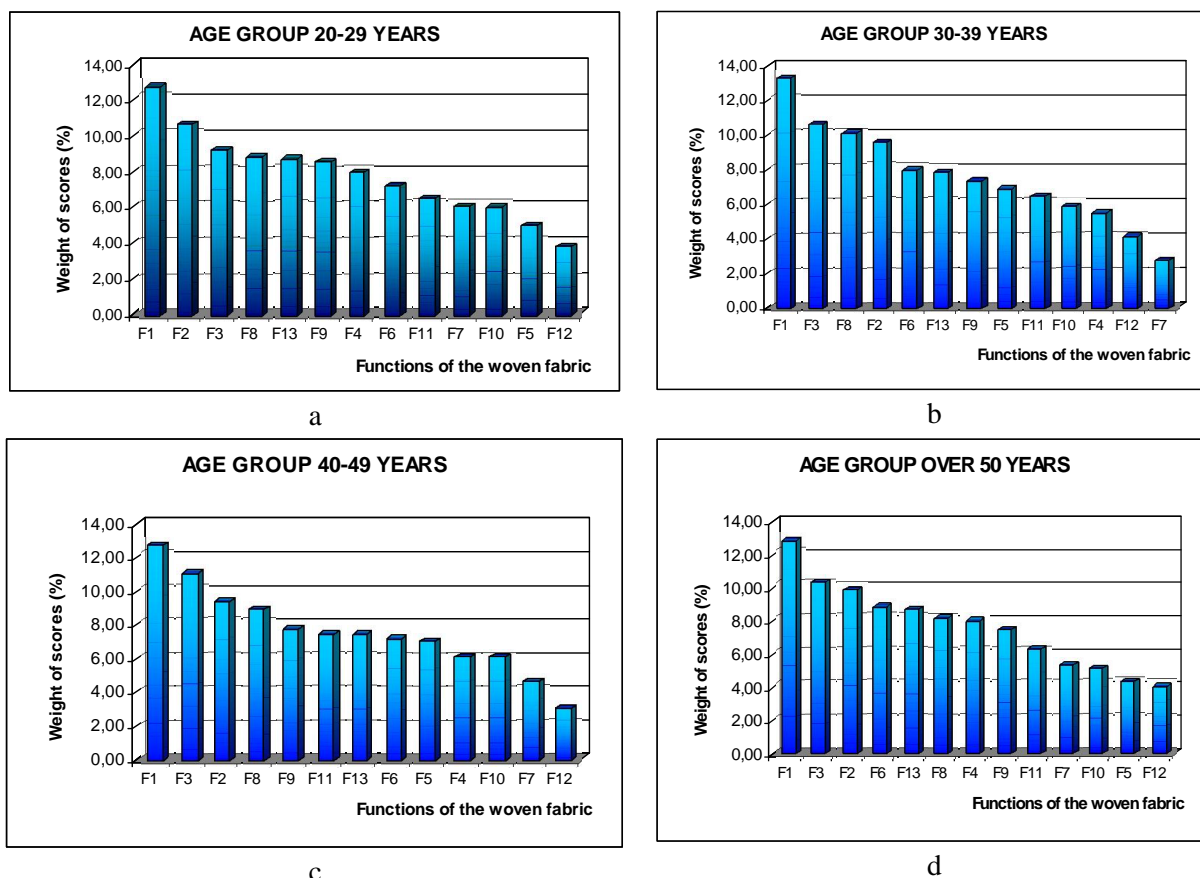 AGE GROUP 20-29 YEARS
14,00
12,00
10,00
8,00
6,00
4,00
2,00
0,00
Weight of scores (%)
F1 F2 F3 F8 F13 F9 F4 F6 F11 F7 F10 F5 F12
Functions of the woven fabric
a
AGE GROUP 30-39 YEARS
14,00
12,00
10,00
8,00
6,00
4,00
2,00
0,00
Weight of scores (%)
F1 F3 F8 F2 F6 F13 F9 F5 F11 F10 F4 F12 F7
Functions of the woven fabric
b
AGE GROUP 40-49 YEARS
14,00
12,00
10,00
8,00
6,00
4,00
2,00
0,00
Weight of scores (%)
F1 F3 F2 F8 F9 F11 F13 F6 F5 F4 F10 F7 F12
Functions of the woven fabric
c
AGE GROUP OVER 50 YEARS
14,00
12,00
10,00
8,00
6,00
4,00
2,00
0,00
Weight of scores (%)
F1 F3 F2 F6 F13 F8 F4 F9 F11 F7 F10 F5 F12
Functions of the woven fabric
d